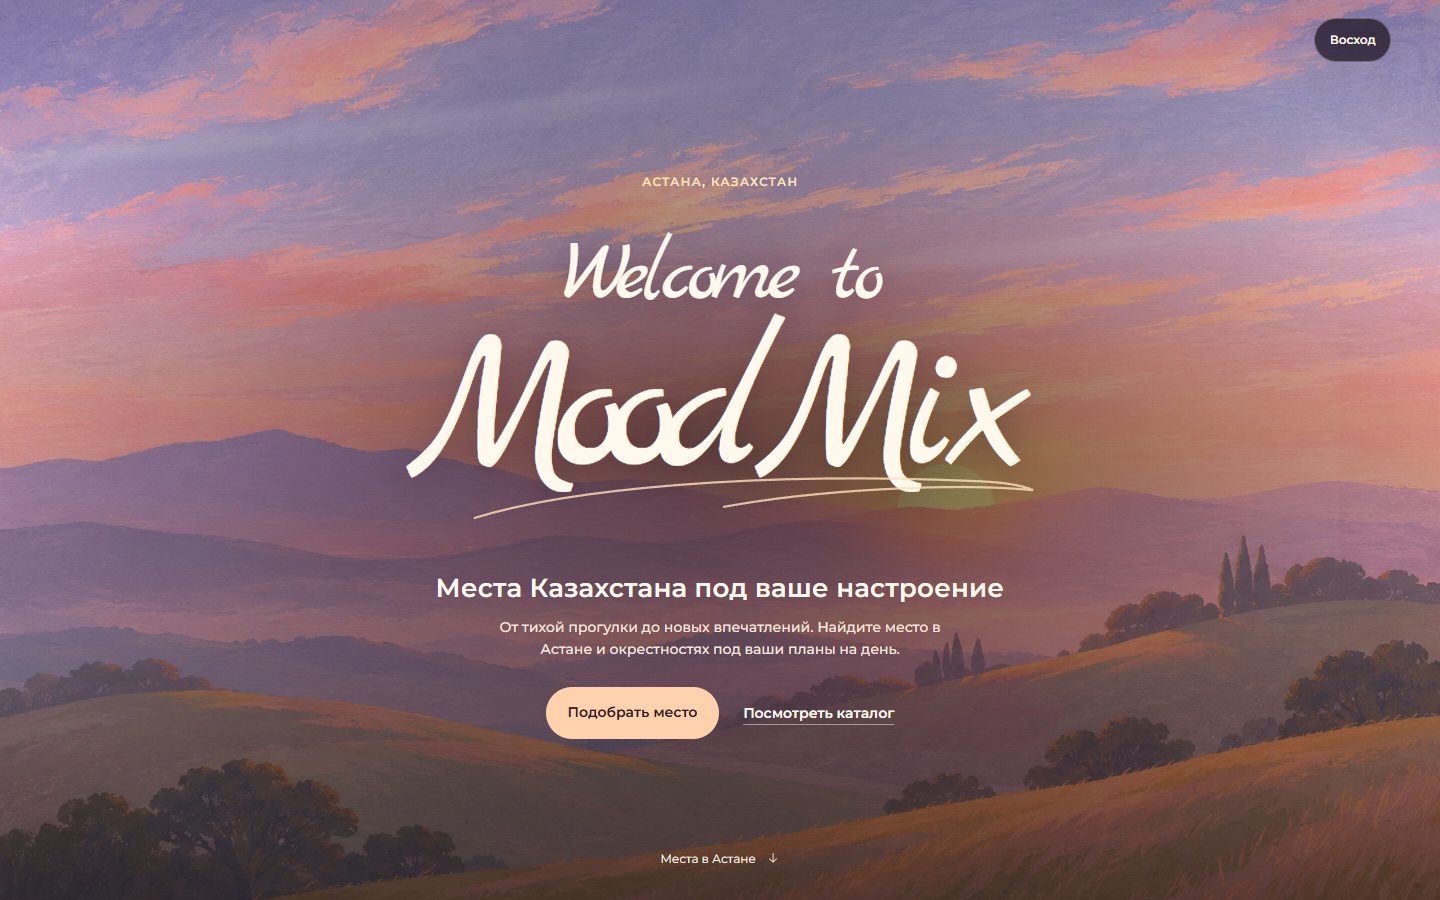 Восход
АСТАНА, КАЗАХСТАН
Welcome to
Mood Mix
Места Казахстана под ваше настроение
От тихой прогулки до новых впечатлений. Найдите место в
Астане и окрестностях под ваши планы на день.
Подобрать место
Посмотреть каталог
Места в Астане ↓